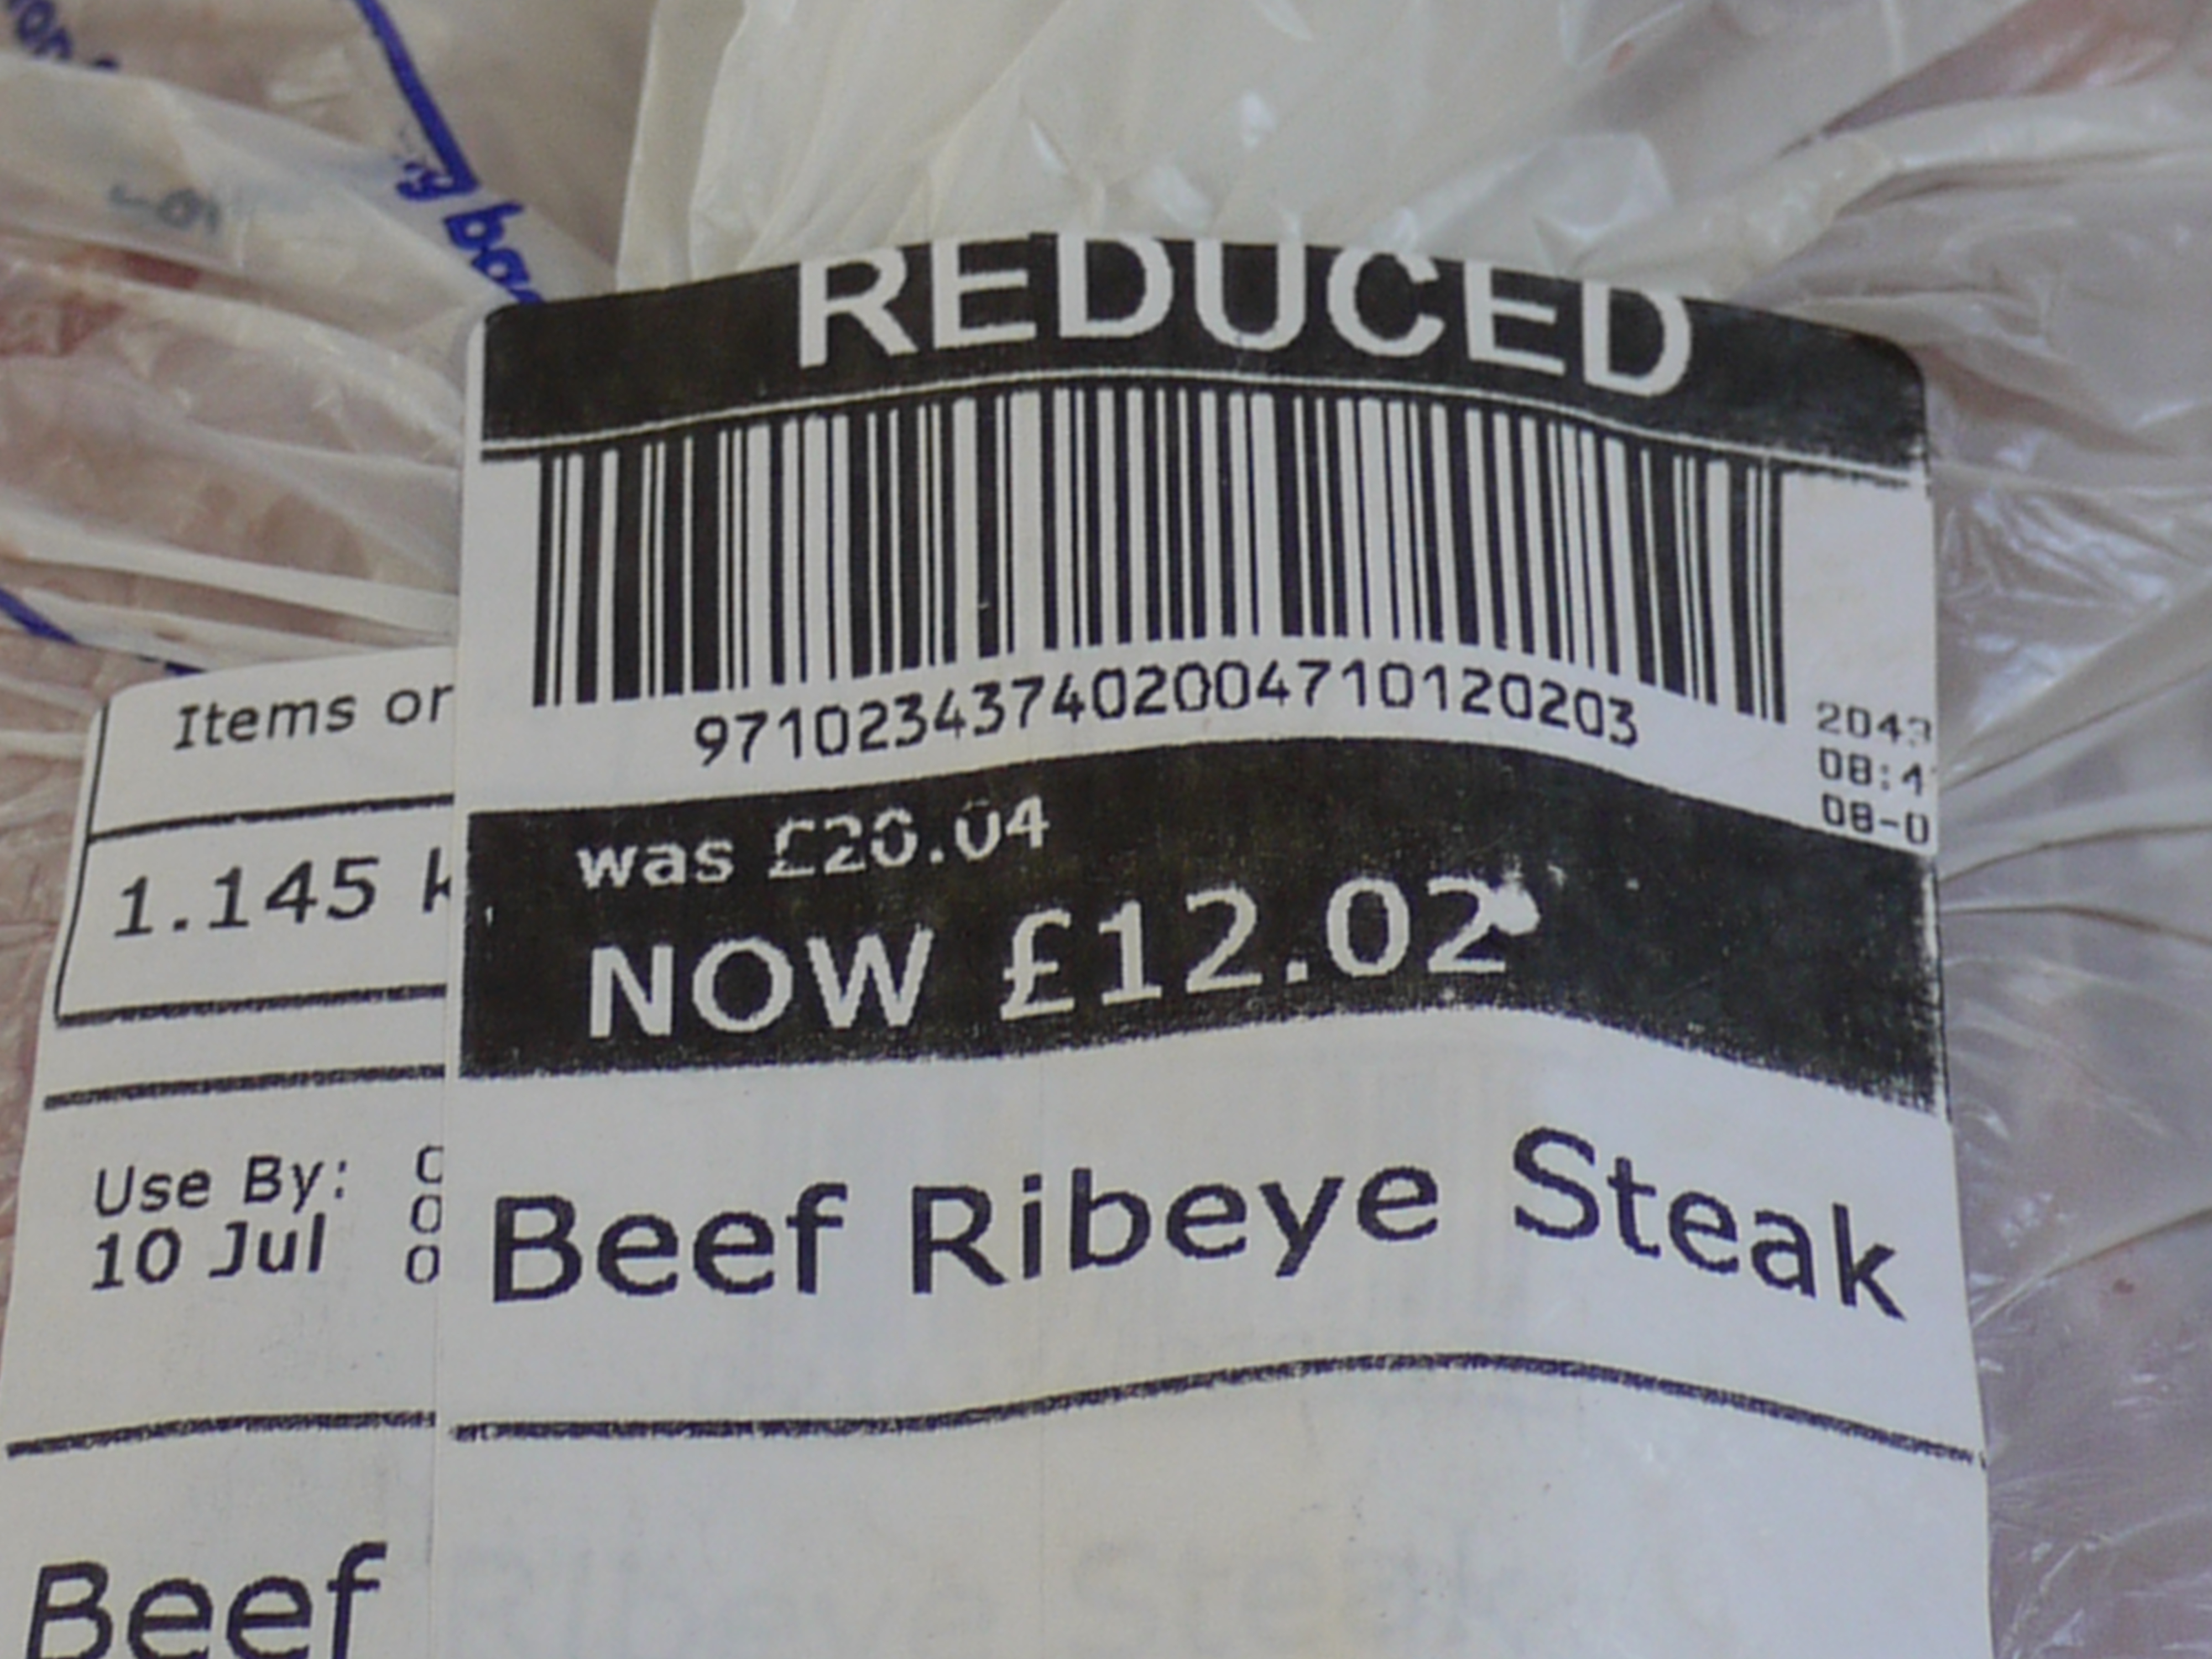 REDUCED
971023437402004710120203
was £20.04
NOW £12.02
Beef Ribeye Steak
Items or
1.145 k
Use By:
10 Jul
Beef